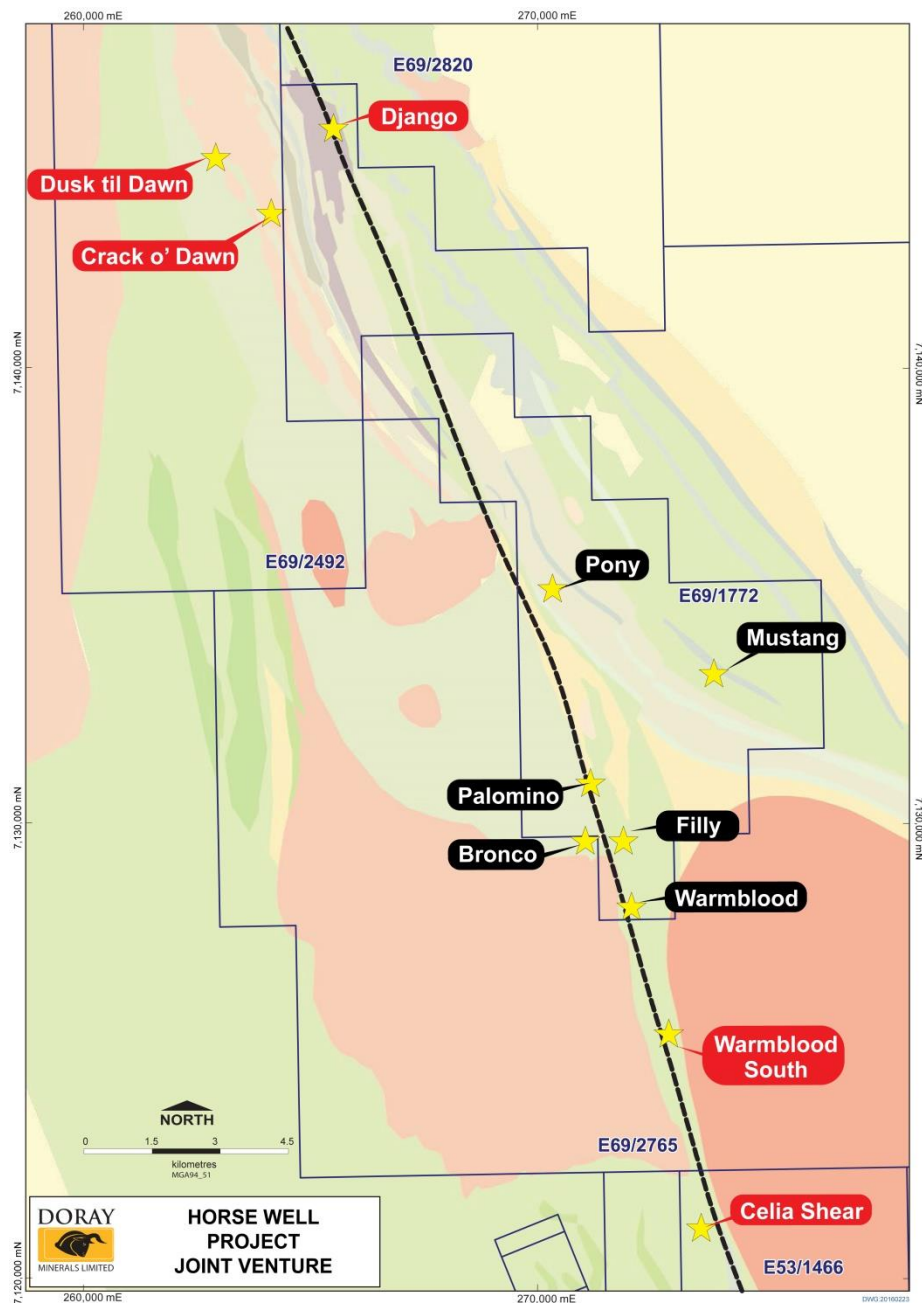 260,000 mE
270,000 mE
E69/2820
Django
Dusk til Dawn
Crack o' Dawn
7,140,000 mN
7,140,000 mN
E69/2492
Pony
E69/1772
Mustang
Palomino
Filly
7,130,000 mN
7,130,000 mN
Bronco
Warmblood
Warmblood
South
NORTH
0 1.5 3 4.5
kilometres
MGA94_51
E69/2765
DORAY
MINERALS LIMITED
HORSE WELL
PROJECT
JOINT VENTURE
Celia Shear
E53/1466
7,120,000 mN
7,120,000 mN
260,000 mE
270,000 mE
DWG:20160223